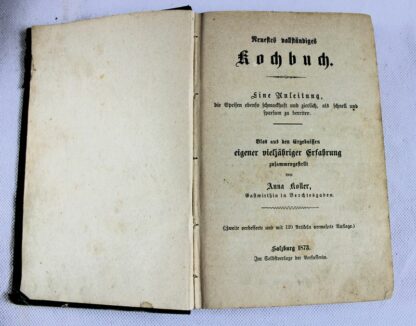 Neuestes vollständiges
Kochbuch.
Eine Anleitung,
die Speisen ebenso schmackhaft und zierlich, als schnell und
sparsam zu bereiten.
Blos aus den Ergebnissen
eigener vieljähriger Erfahrung
zusammengestellt
von
Anna Kofler,
Gastwirthin in Berchtesgaden.
(Zweite verbesserte und mit 120 Artikeln vermehrte Auflage.)
Salzburg 1873.
Im Selbstverlage der Verfasserin.